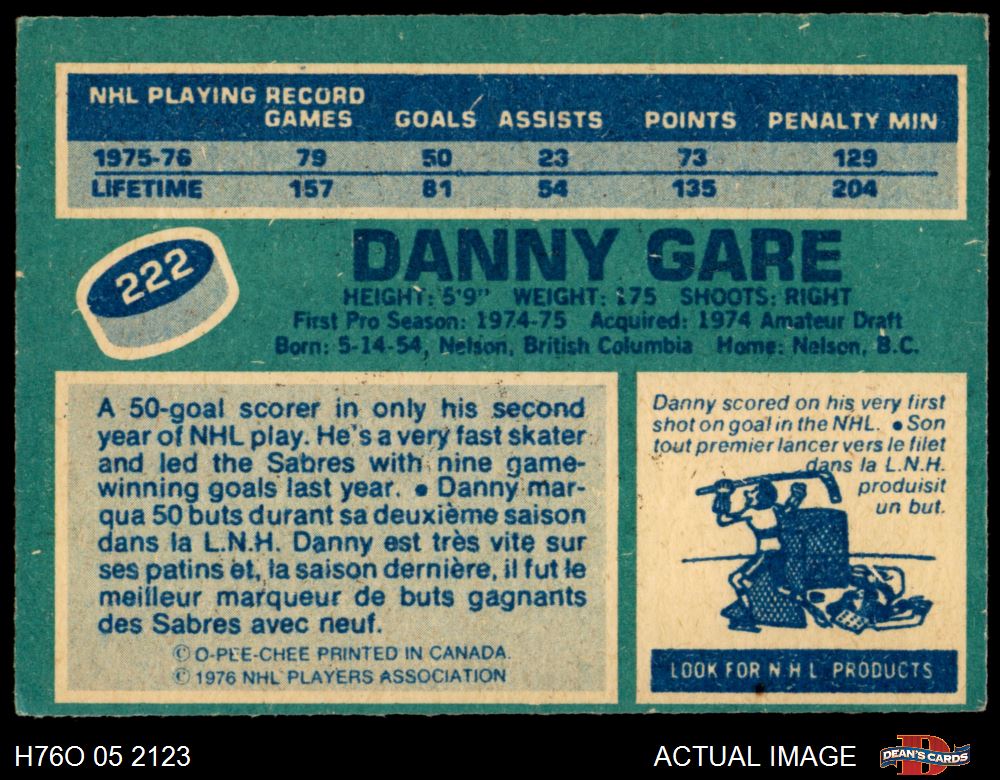 NHL PLAYING RECORD
GAMES GOALS ASSISTS POINTS PENALTY MIN
1975-76 79 50 23 73 129
LIFETIME 157 81 54 135 204
222
DANNY GARE
HEIGHT: 5'9" WEIGHT: 175 SHOOTS: RIGHT
First Pro Season: 1974-75 Acquired: 1974 Amateur Draft
Born: 5-14-54, Nelson, British Columbia Home: Nelson, B.C.
A 50-goal scorer in only his second
year of NHL play. He's a very fast skater
and led the Sabres with nine game-
winning goals last year. ● Danny mar-
qua 50 buts durant sa deuxième saison
dans la L.N.H. Danny est très vite sur
ses patins et, la saison dernière, il fut le
meilleur marqueur de buts gagnants
des Sabres avec neuf.
© O-PEE-CHEE PRINTED IN CANADA.
© 1976 NHL PLAYERS ASSOCIATION
Danny scored on his very first
shot on goal in the NHL. ● Son
tout premier lancer vers le filet
dans la L.N.H.
produisit
un but.
LOOK FOR N H L PRODUCTS
H76O 05 2123
ACTUAL IMAGE
DEAN'S CARDS